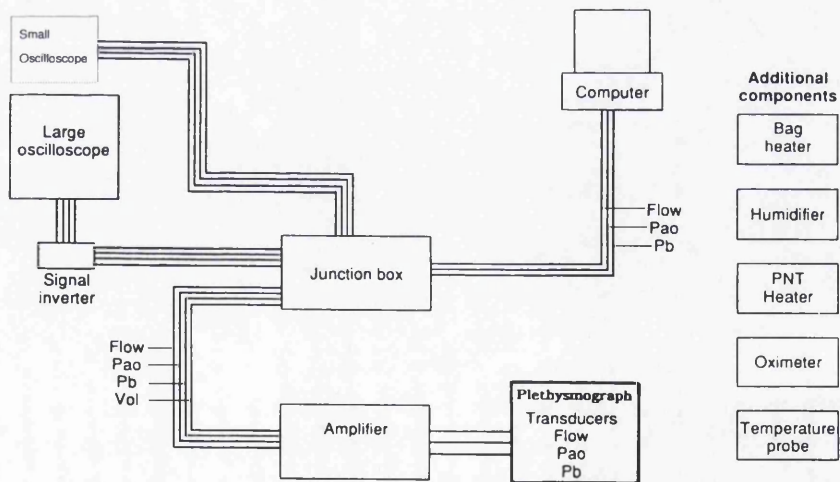 Small
Oscilloscope
Large
oscilloscope
Signal
inverter
Computer
Flow
Pao
Pb
Junction box
Flow
Pao
Pb
Vol
Amplifier
Plethysmograph
Transducers
Flow
Pao
Pb
Additional
components
Bag
heater
Humidifier
PNT
Heater
Oximeter
Temperature
probe